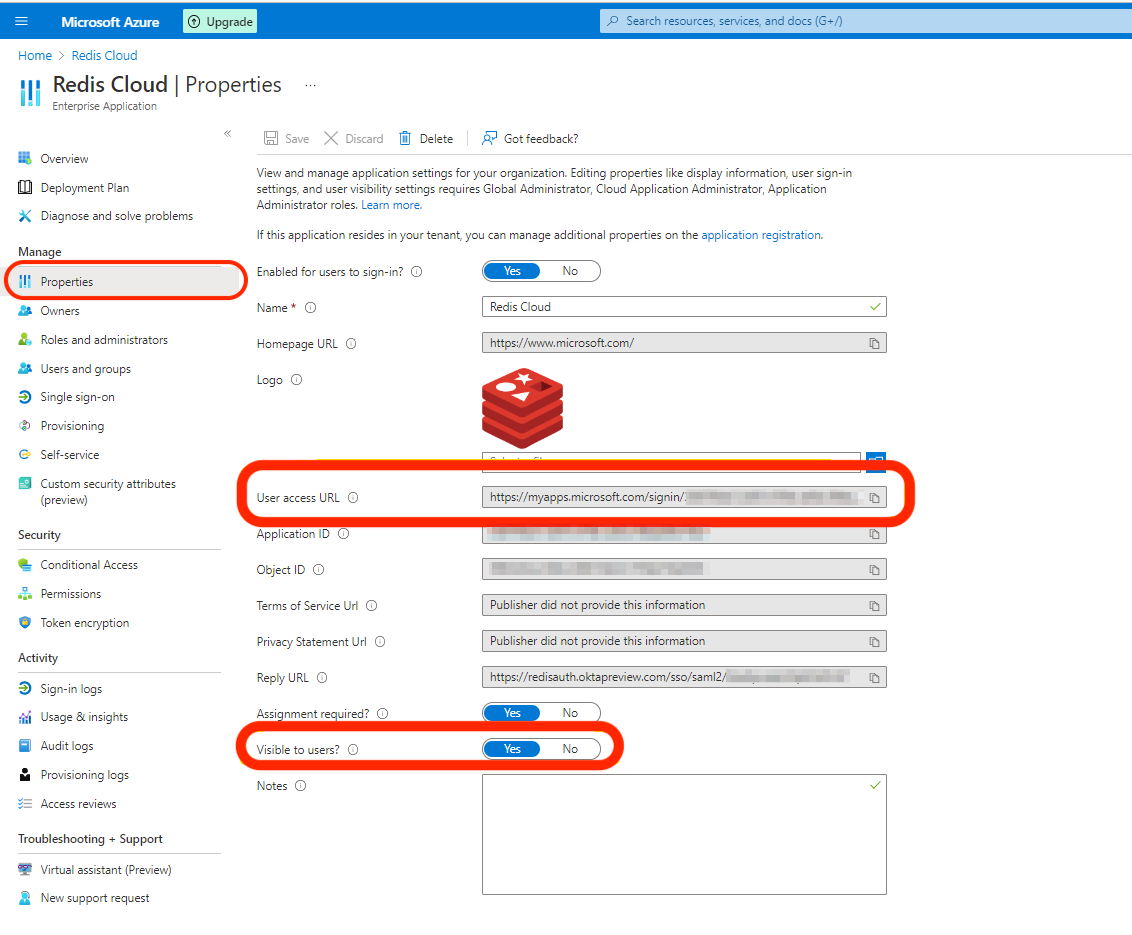 Microsoft Azure
Upgrade
Search resources, services, and docs (G+/)
Home > Redis Cloud
Redis Cloud | Properties ...
Enterprise Application
«
Overview
Deployment Plan
Diagnose and solve problems
Manage
Properties
Owners
Roles and administrators
Users and groups
Single sign-on
Provisioning
Self-service
Custom security attributes
(preview)
Security
Conditional Access
Permissions
Token encryption
Activity
Sign-in logs
Usage & insights
Audit logs
Provisioning logs
Access reviews
Troubleshooting + Support
Virtual assistant (Preview)
New support request
Save
Discard
Delete
Got feedback?
View and manage application settings for your organization. Editing properties like display information, user sign-in
settings, and user visibility settings requires Global Administrator, Cloud Application Administrator, Application
Administrator roles. Learn more.
If this application resides in your tenant, you can manage additional properties on the application registration.
Enabled for users to sign-in? Yes No
Name * Redis Cloud
Homepage URL https://www.microsoft.com/
Logo
User access URL https://myapps.microsoft.com/signin/
Application ID
Object ID
Terms of Service Url Publisher did not provide this information
Privacy Statement Url Publisher did not provide this information
Reply URL https://redisauth.oktapreview.com/sso/saml2/
Assignment required? Yes No
Visible to users? Yes No
Notes